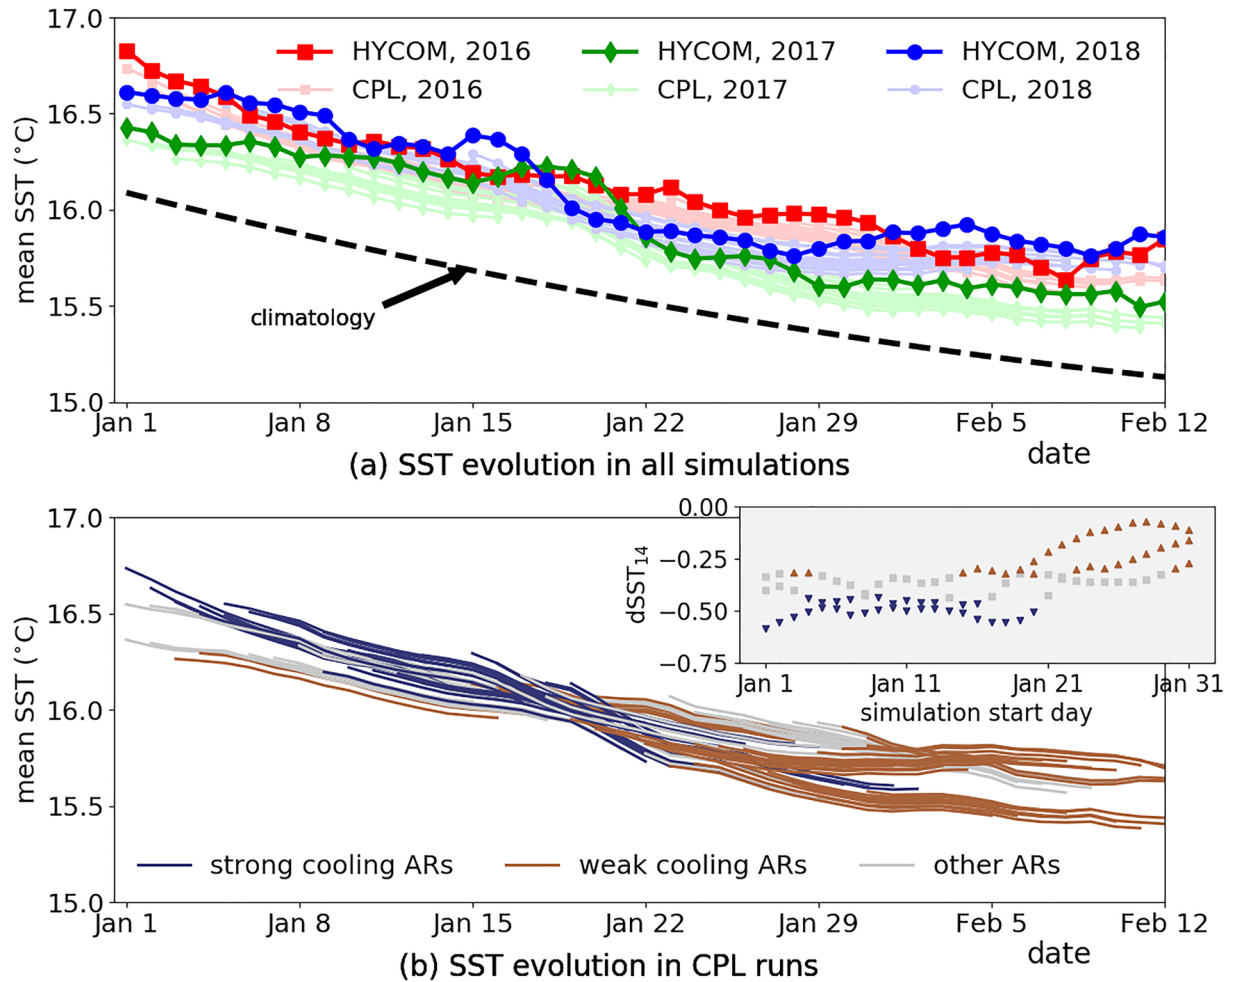 17.0
16.5
16.0
15.5
15.0
mean SST (°C)
HYCOM, 2016
HYCOM, 2017
HYCOM, 2018
CPL, 2016
CPL, 2017
CPL, 2018
climatology
Jan 1
Jan 8
Jan 15
Jan 22
Jan 29
Feb 5
Feb 12
date
(a) SST evolution in all simulations
17.0
16.5
16.0
15.5
15.0
mean SST (°C)
0.00
−0.25
−0.50
−0.75
dSST14
Jan 1
Jan 11
Jan 21
Jan 31
simulation start day
strong cooling ARs
weak cooling ARs
other ARs
Jan 1
Jan 8
Jan 15
Jan 22
Jan 29
Feb 5
Feb 12
date
(b) SST evolution in CPL runs